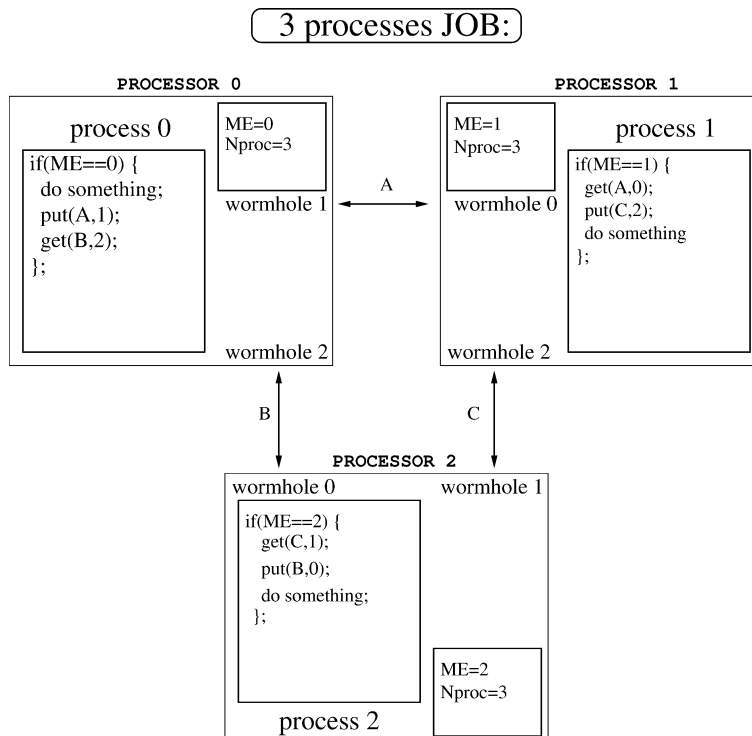 3 processes JOB:
PROCESSOR 0
process 0
ME=0
Nproc=3
if(ME==0) {
do something;
put(A,1);
get(B,2);
};
wormhole 1
wormhole 2
A
PROCESSOR 1
ME=1
Nproc=3
process 1
wormhole 0
if(ME==1) {
get(A,0);
put(C,2);
do something
};
wormhole 2
B
C
PROCESSOR 2
wormhole 0
wormhole 1
if(ME==2) {
get(C,1);
put(B,0);
do something;
};
ME=2
Nproc=3
process 2